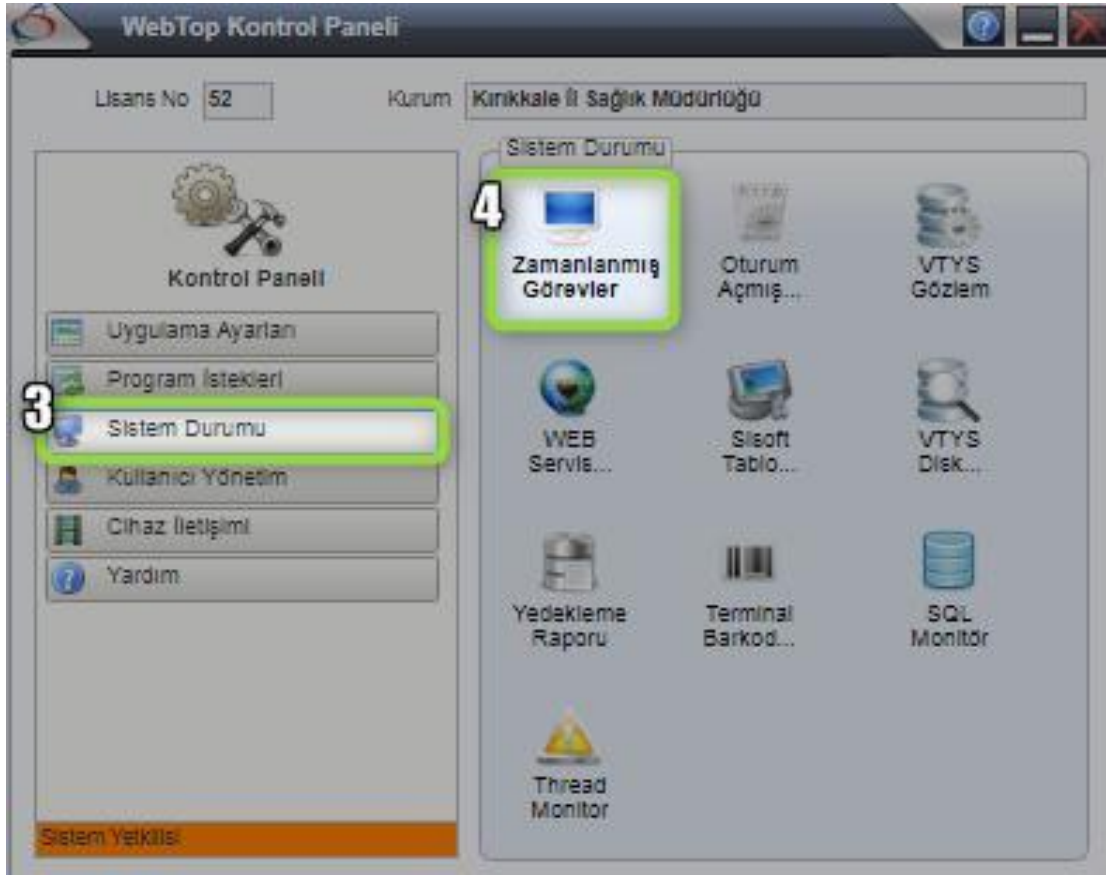 WebTop Kontrol Paneli
Lisans No 52 Kurum Kırıkkale İl Sağlık Müdürlüğü
Kontrol Paneli
Uygulama Ayarları
Program İstekleri
3
Sistem Durumu
Kullanıcı Yönetim
Cihaz İletişimi
Yardım
Sistem Yetkilisi
Sistem Durumu
4
Zamanlanmış
Görevler
Oturum
Açmış...
VTYS
Gözlem
WEB
Servis...
Sisoft
Tablo...
VTYS
Disk...
Yedekleme
Raporu
Terminal
Barkod...
SQL
Monitör
Thread
Monitor